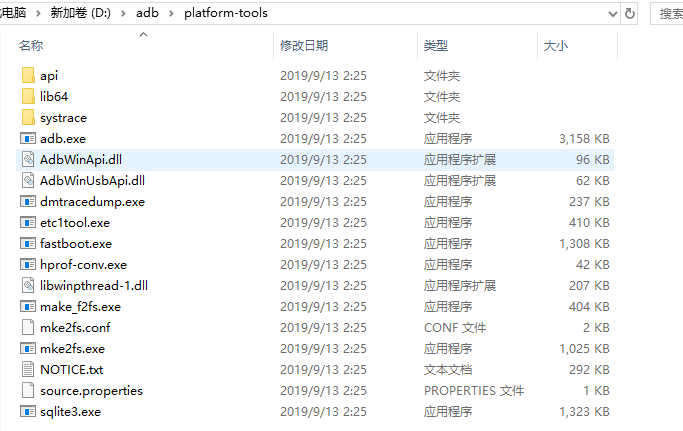 电脑 新加卷 (D:) adb platform-tools 搜索
名称 修改日期 类型 大小
api 2019/9/13 2:25 文件夹
lib64 2019/9/13 2:25 文件夹
systrace 2019/9/13 2:25 文件夹
adb.exe 2019/9/13 2:25 应用程序 3,158 KB
AdbWinApi.dll 2019/9/13 2:25 应用程序扩展 96 KB
AdbWinUsbApi.dll 2019/9/13 2:25 应用程序扩展 62 KB
dmtracedump.exe 2019/9/13 2:25 应用程序 237 KB
etc1tool.exe 2019/9/13 2:25 应用程序 410 KB
fastboot.exe 2019/9/13 2:25 应用程序 1,308 KB
hprof-conv.exe 2019/9/13 2:25 应用程序 42 KB
libwinpthread-1.dll 2019/9/13 2:25 应用程序扩展 207 KB
make_f2fs.exe 2019/9/13 2:25 应用程序 404 KB
mke2fs.conf 2019/9/13 2:25 CONF 文件 2 KB
mke2fs.exe 2019/9/13 2:25 应用程序 1,025 KB
NOTICE.txt 2019/9/13 2:25 文本文档 292 KB
source.properties 2019/9/13 2:25 PROPERTIES 文件 1 KB
sqlite3.exe 2019/9/13 2:25 应用程序 1,323 KB